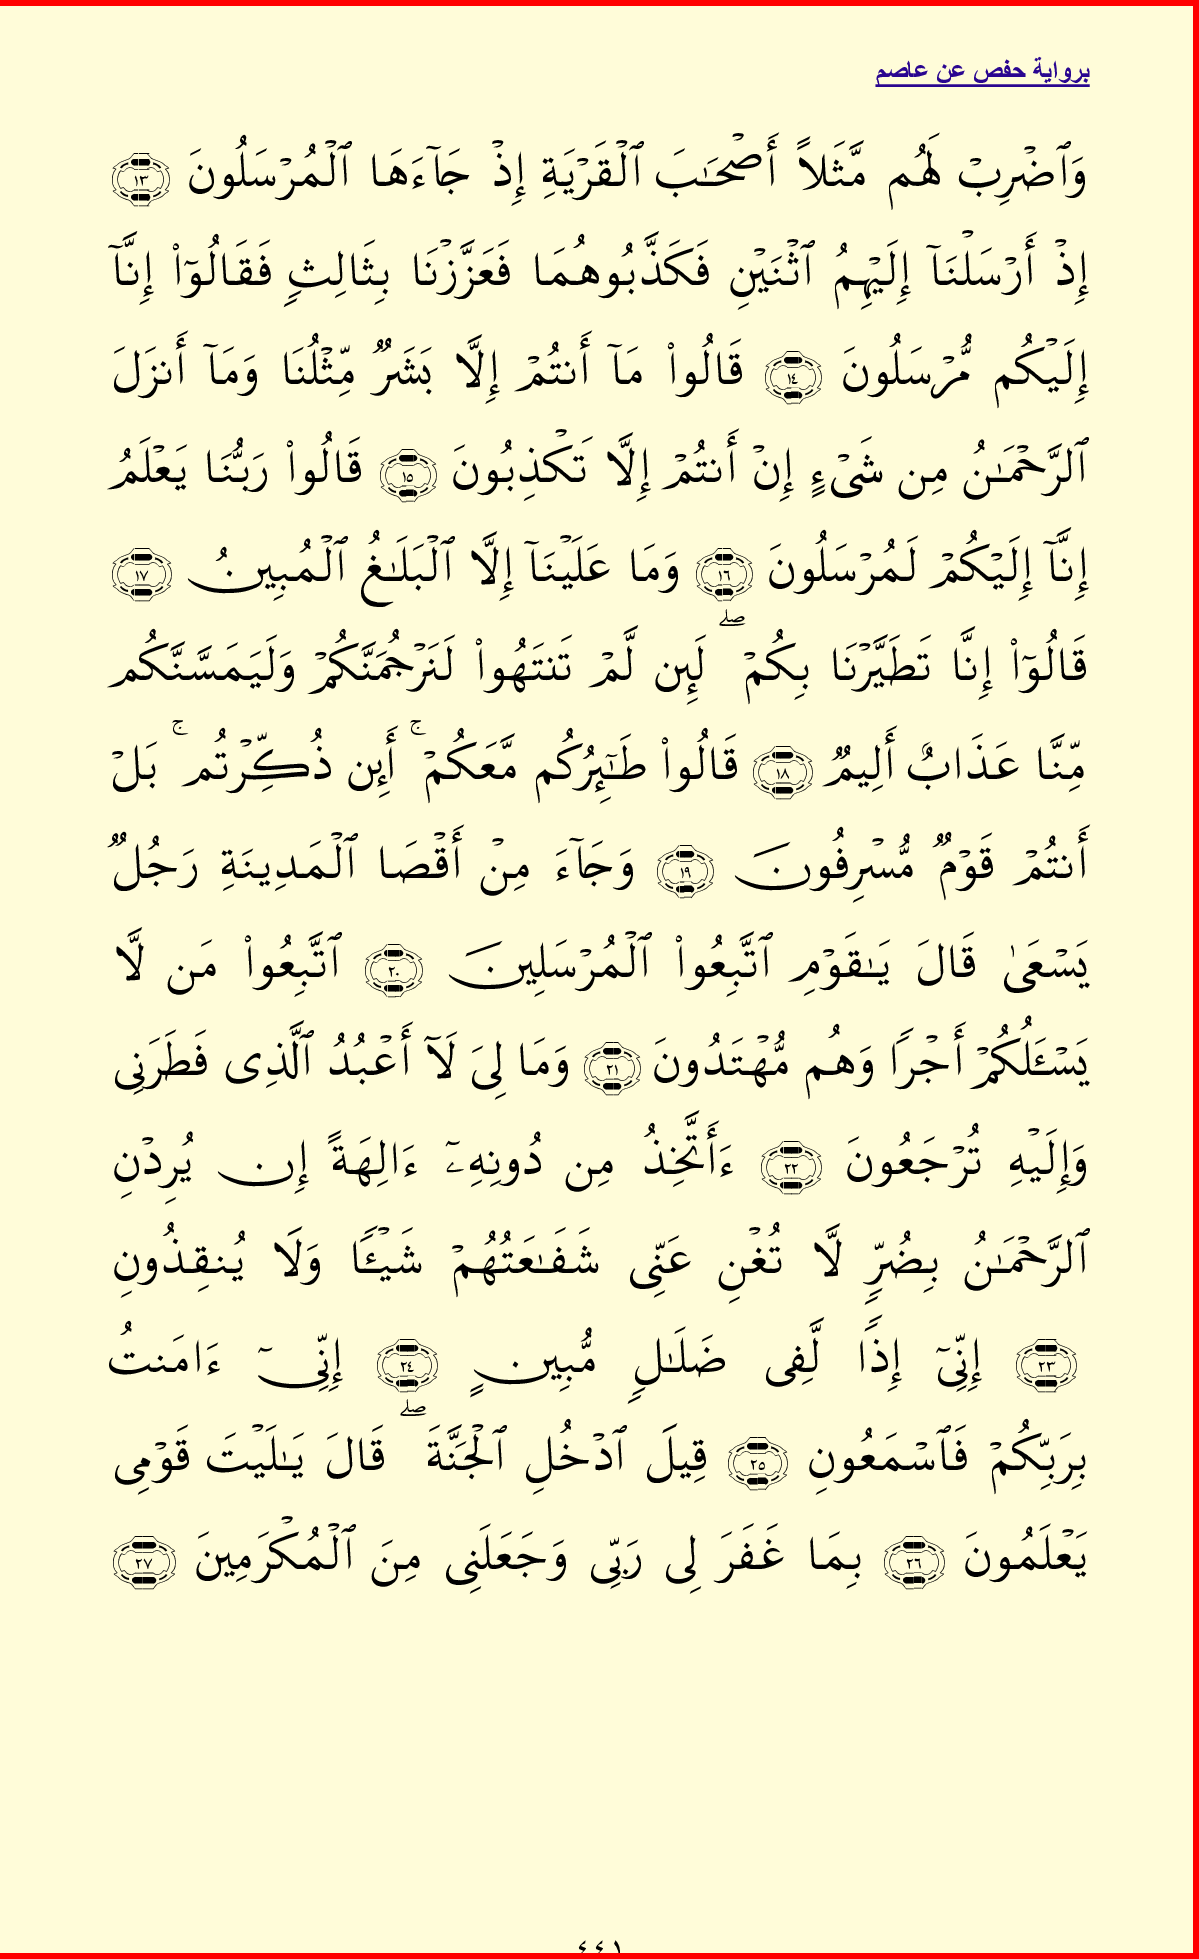 برواية حفص عن عاصم
وَٱضْرِبْ لَهُم مَّثَلًا أَصْحَـٰبَ ٱلْقَرْيَةِ إِذْ جَآءَهَا ٱلْمُرْسَلُونَ ١٣
إِذْ أَرْسَلْنَآ إِلَيْهِمُ ٱثْنَيْنِ فَكَذَّبُوهُمَا فَعَزَّزْنَا بِثَالِثٍ فَقَالُوٓا۟ إِنَّآ
إِلَيْكُم مُّرْسَلُونَ ١٤ قَالُوا۟ مَآ أَنتُمْ إِلَّا بَشَرٌ مِّثْلُنَا وَمَآ أَنزَلَ
ٱلرَّحْمَـٰنُ مِن شَىْءٍ إِنْ أَنتُمْ إِلَّا تَكْذِبُونَ ١٥ قَالُوا۟ رَبُّنَا يَعْلَمُ
إِنَّآ إِلَيْكُمْ لَمُرْسَلُونَ ١٦ وَمَا عَلَيْنَآ إِلَّا ٱلْبَلَـٰغُ ٱلْمُبِينُ ١٧
قَالُوٓا۟ إِنَّا تَطَيَّرْنَا بِكُمْ ۖ لَئِن لَّمْ تَنتَهُوا۟ لَنَرْجُمَنَّكُمْ وَلَيَمَسَّنَّكُم
مِّنَّا عَذَابٌ أَلِيمٌ ١٨ قَالُوا۟ طَـٰٓئِرُكُم مَّعَكُمْ ۚ أَئِن ذُكِّرْتُم ۚ بَلْ
أَنتُمْ قَوْمٌ مُّسْرِفُونَ ١٩ وَجَآءَ مِنْ أَقْصَا ٱلْمَدِينَةِ رَجُلٌ
يَسْعَىٰ قَالَ يَـٰقَوْمِ ٱتَّبِعُوا۟ ٱلْمُرْسَلِينَ ٢٠ ٱتَّبِعُوا۟ مَن لَّا
يَسْـَٔلُكُمْ أَجْرًا وَهُم مُّهْتَدُونَ ٢١ وَمَا لِىَ لَآ أَعْبُدُ ٱلَّذِى فَطَرَنِى
وَإِلَيْهِ تُرْجَعُونَ ٢٢ ءَأَتَّخِذُ مِن دُونِهِۦٓ ءَالِهَةً إِن يُرِدْنِ
ٱلرَّحْمَـٰنُ بِضُرٍّ لَّا تُغْنِ عَنِّى شَفَـٰعَتُهُمْ شَيْـًٔا وَلَا يُنقِذُونِ
٢٣ إِنِّىٓ إِذًا لَّفِى ضَلَـٰلٍ مُّبِينٍ ٢٤ إِنِّىٓ ءَامَنتُ
بِرَبِّكُمْ فَٱسْمَعُونِ ٢٥ قِيلَ ٱدْخُلِ ٱلْجَنَّةَ ۖ قَالَ يَـٰلَيْتَ قَوْمِى
يَعْلَمُونَ ٢٦ بِمَا غَفَرَ لِى رَبِّى وَجَعَلَنِى مِنَ ٱلْمُكْرَمِينَ ٢٧
٤٤١